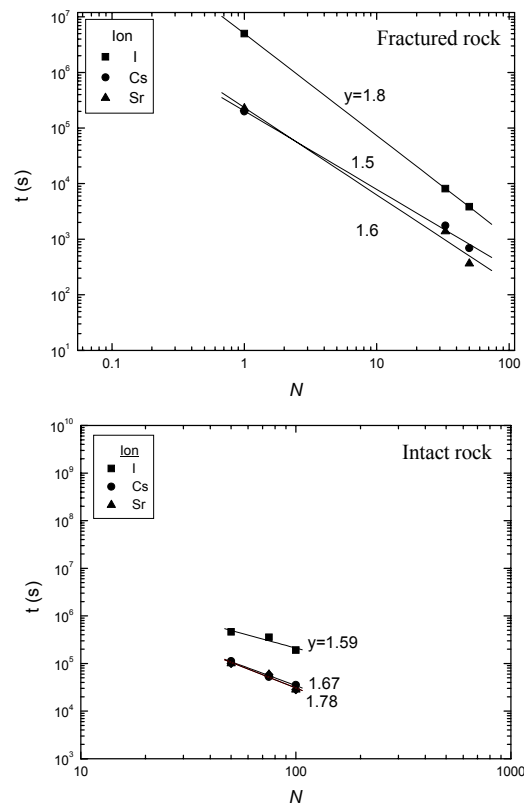 10^7
10^6
10^5
10^4
10^3
10^2
10^1
t (s)
Ion
I
Cs
Sr
Fractured rock
y=1.8
1.5
1.6
0.1
1
10
100
N
10^10
10^9
10^8
10^7
10^6
10^5
10^4
10^3
t (s)
Ion
I
Cs
Sr
Intact rock
y=1.59
1.67
1.78
10
100
1000
N